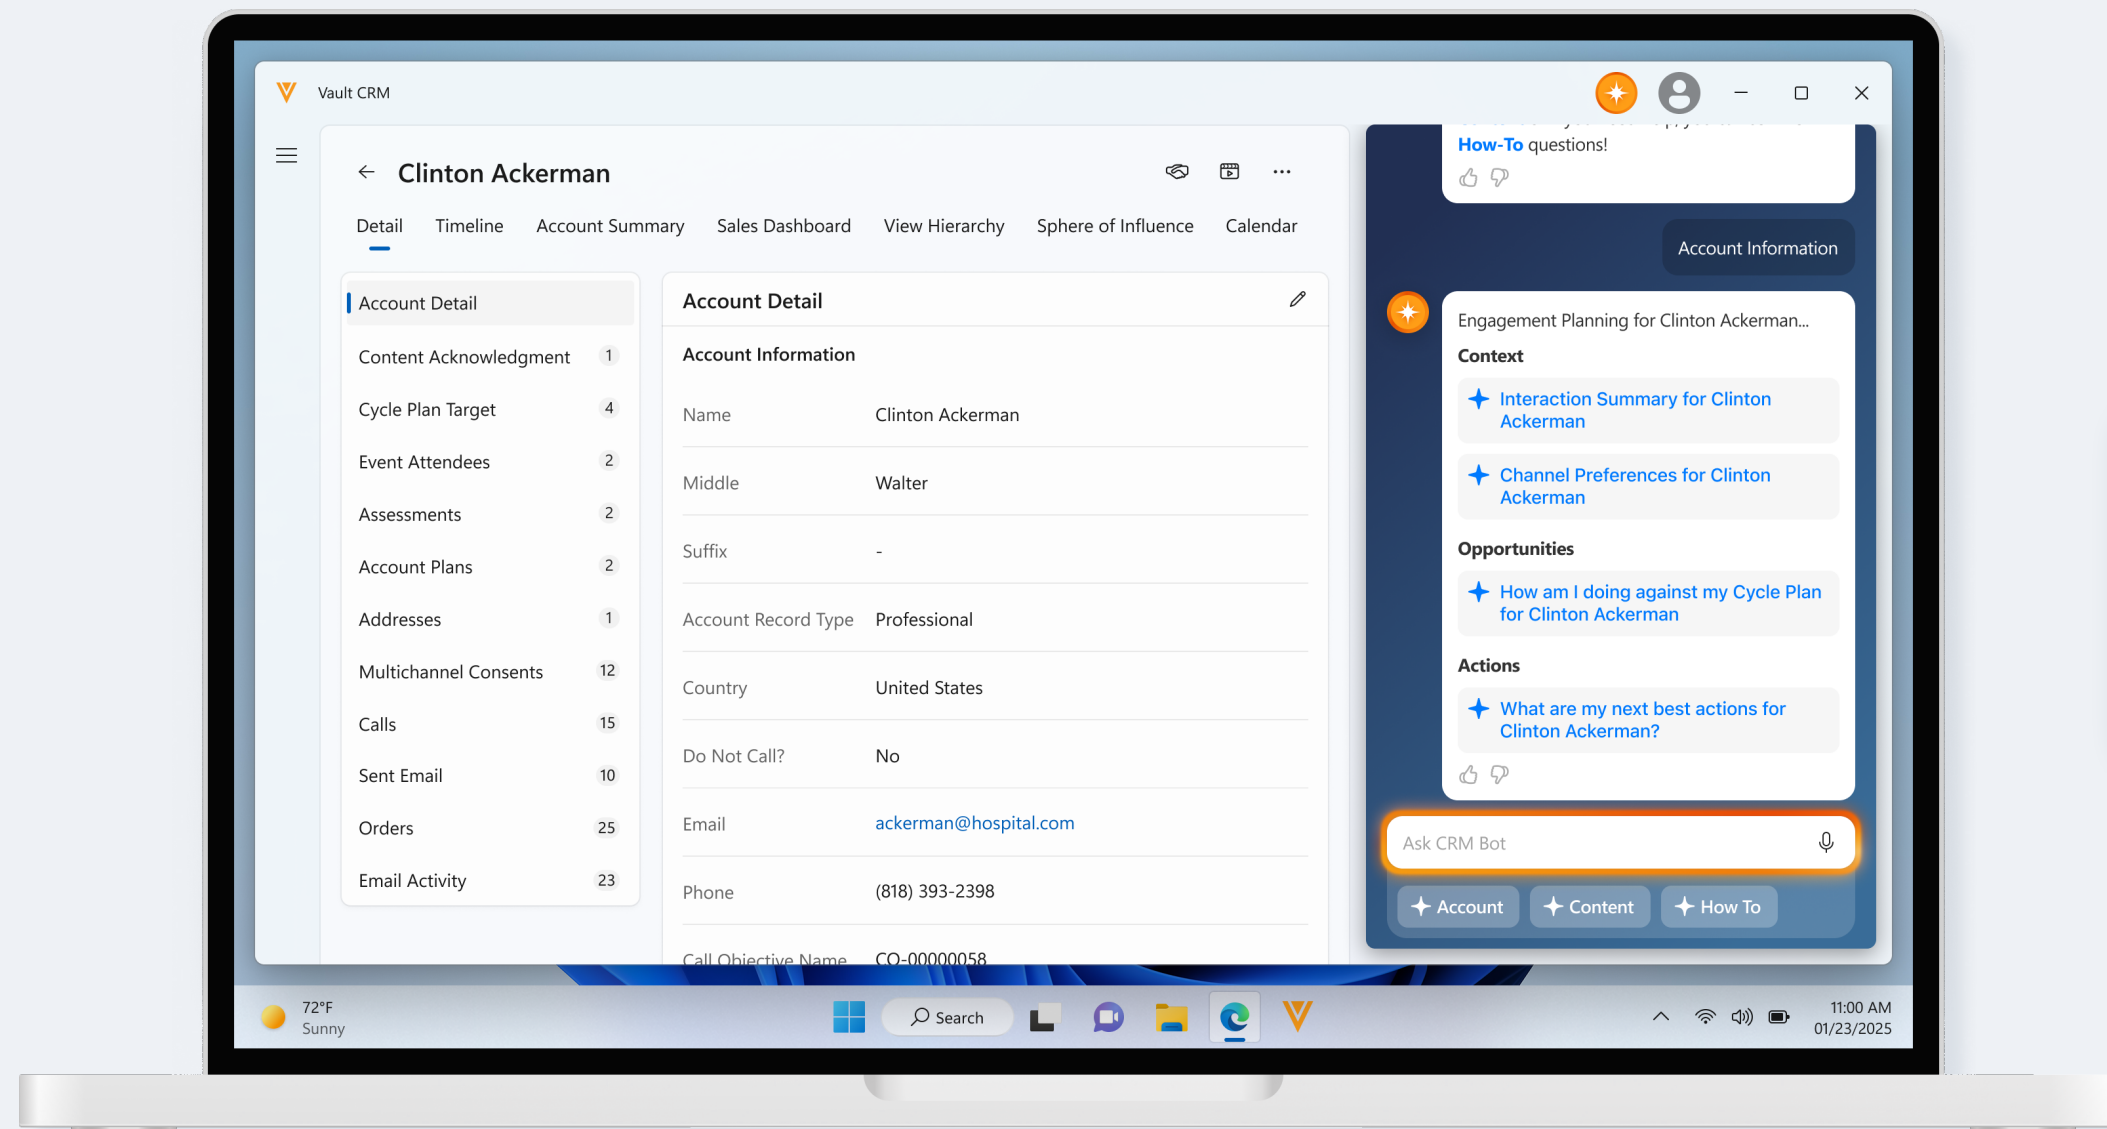 Vault CRM
Clinton Ackerman
Detail
Timeline
Account Summary
Sales Dashboard
View Hierarchy
Sphere of Influence
Calendar
Account Detail
Content Acknowledgment 1
Cycle Plan Target 4
Event Attendees 2
Assessments 2
Account Plans 2
Addresses 1
Multichannel Consents 12
Calls 15
Sent Email 10
Orders 25
Email Activity 23
Account Detail
Account Information
Name Clinton Ackerman
Middle Walter
Suffix -
Account Record Type Professional
Country United States
Do Not Call? No
Email ackerman@hospital.com
Phone (818) 393-2398
Call Objective Name CO-00000058
How-To questions!
Account Information
Engagement Planning for Clinton Ackerman...
Context
Interaction Summary for Clinton
Ackerman
Channel Preferences for Clinton
Ackerman
Opportunities
How am I doing against my Cycle Plan
for Clinton Ackerman
Actions
What are my next best actions for
Clinton Ackerman?
Ask CRM Bot
Account
Content
How To
72°F
Sunny
Search
11:00 AM
01/23/2025